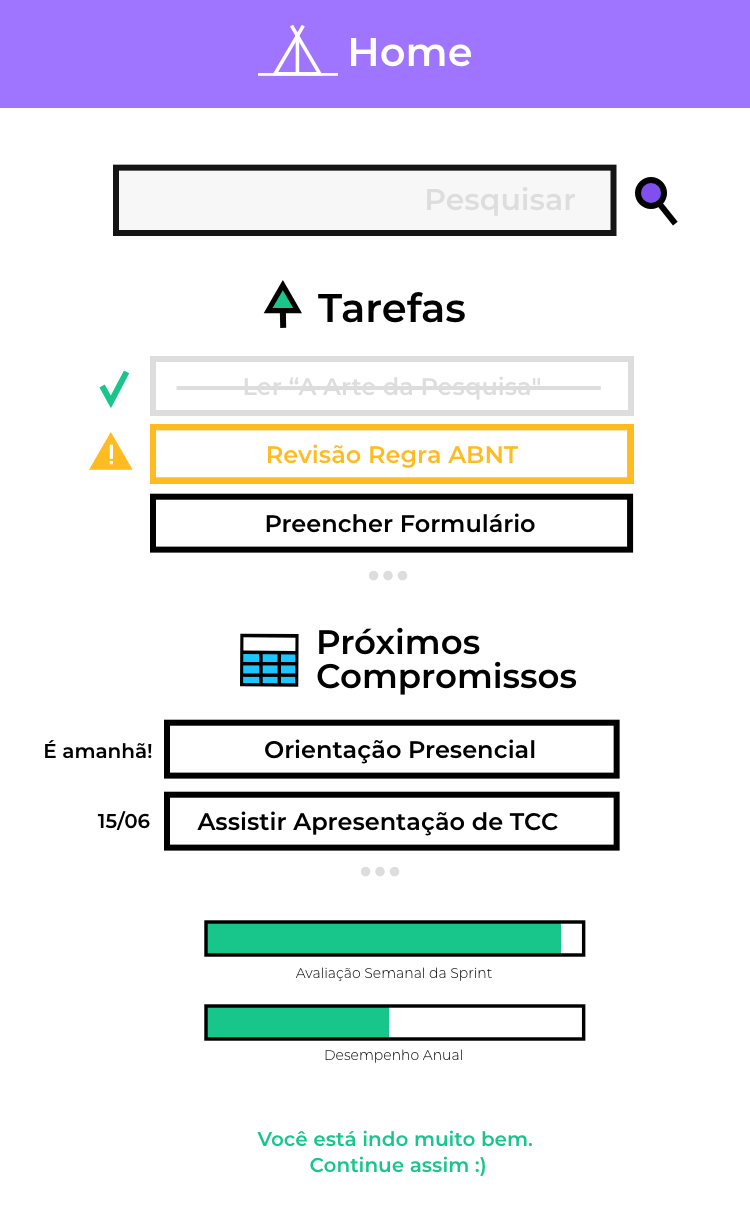 Home
Pesquisar
Tarefas
Ler “A Arte da Pesquisa"
Revisão Regra ABNT
Preencher Formulário
Próximos
Compromissos
É amanhã!
Orientação Presencial
15/06
Assistir Apresentação de TCC
Avaliação Semanal da Sprint
Desempenho Anual
Você está indo muito bem.
Continue assim :)